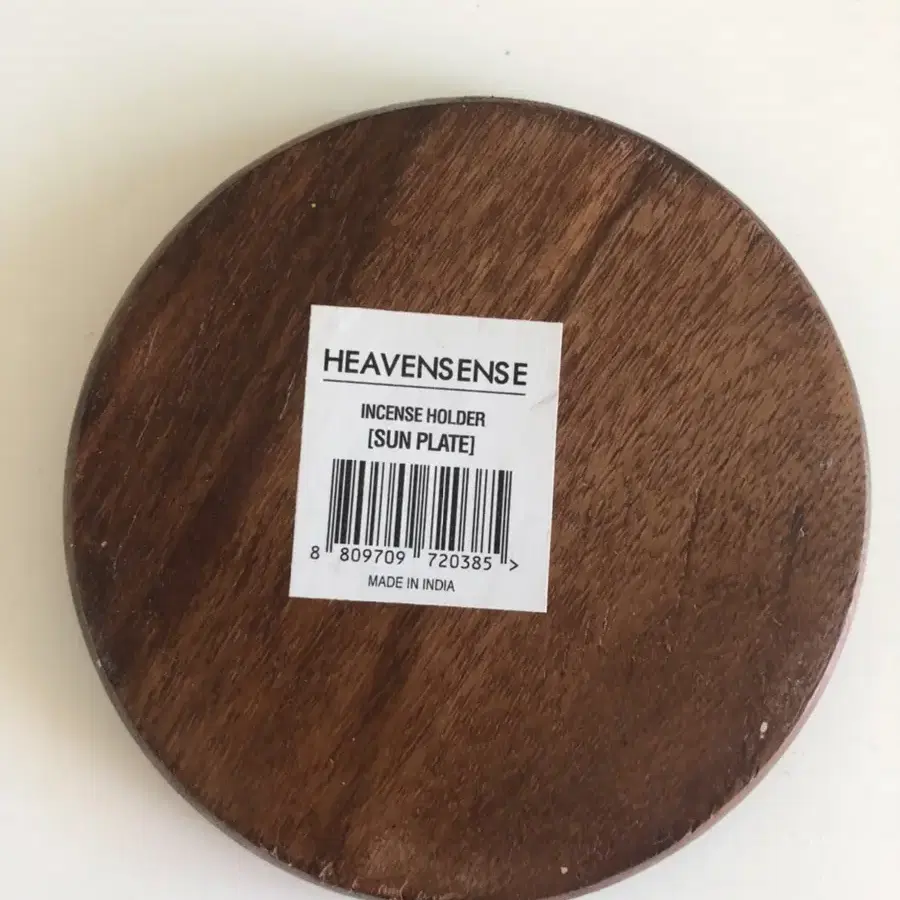 HEAVENSENSE
INCENSE HOLDER
[SUN PLATE]
8 809709 720385 >
MADE IN INDIA